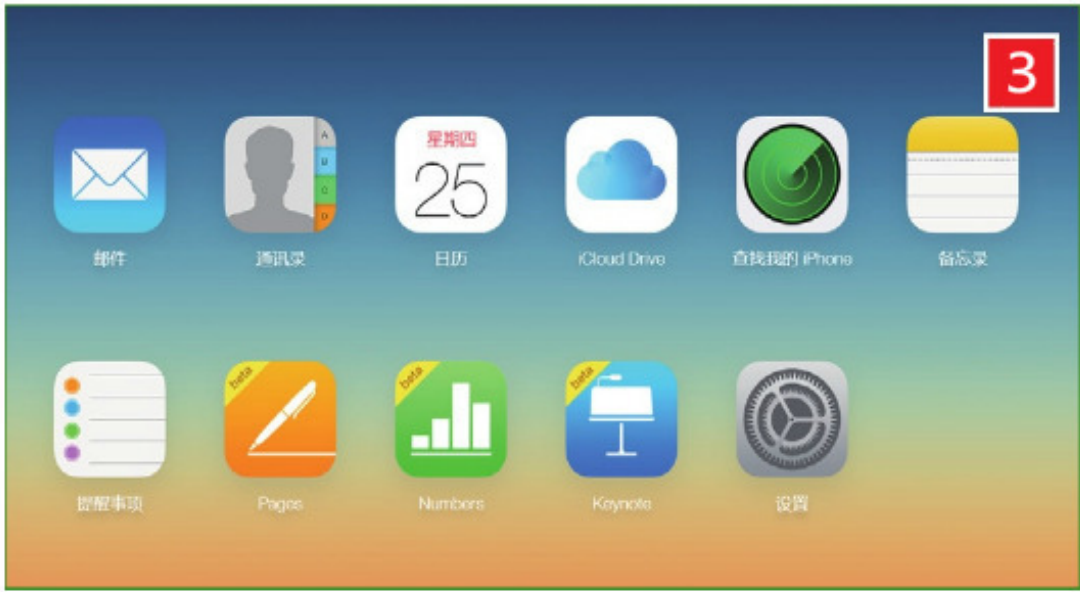 3
星期四
25
A
B
C
D
邮件
通讯录
日历
iCloud Drive
查找我的 iPhone
备忘录
beta
beta
beta
提醒事项
Pages
Numbers
Keynote
设置